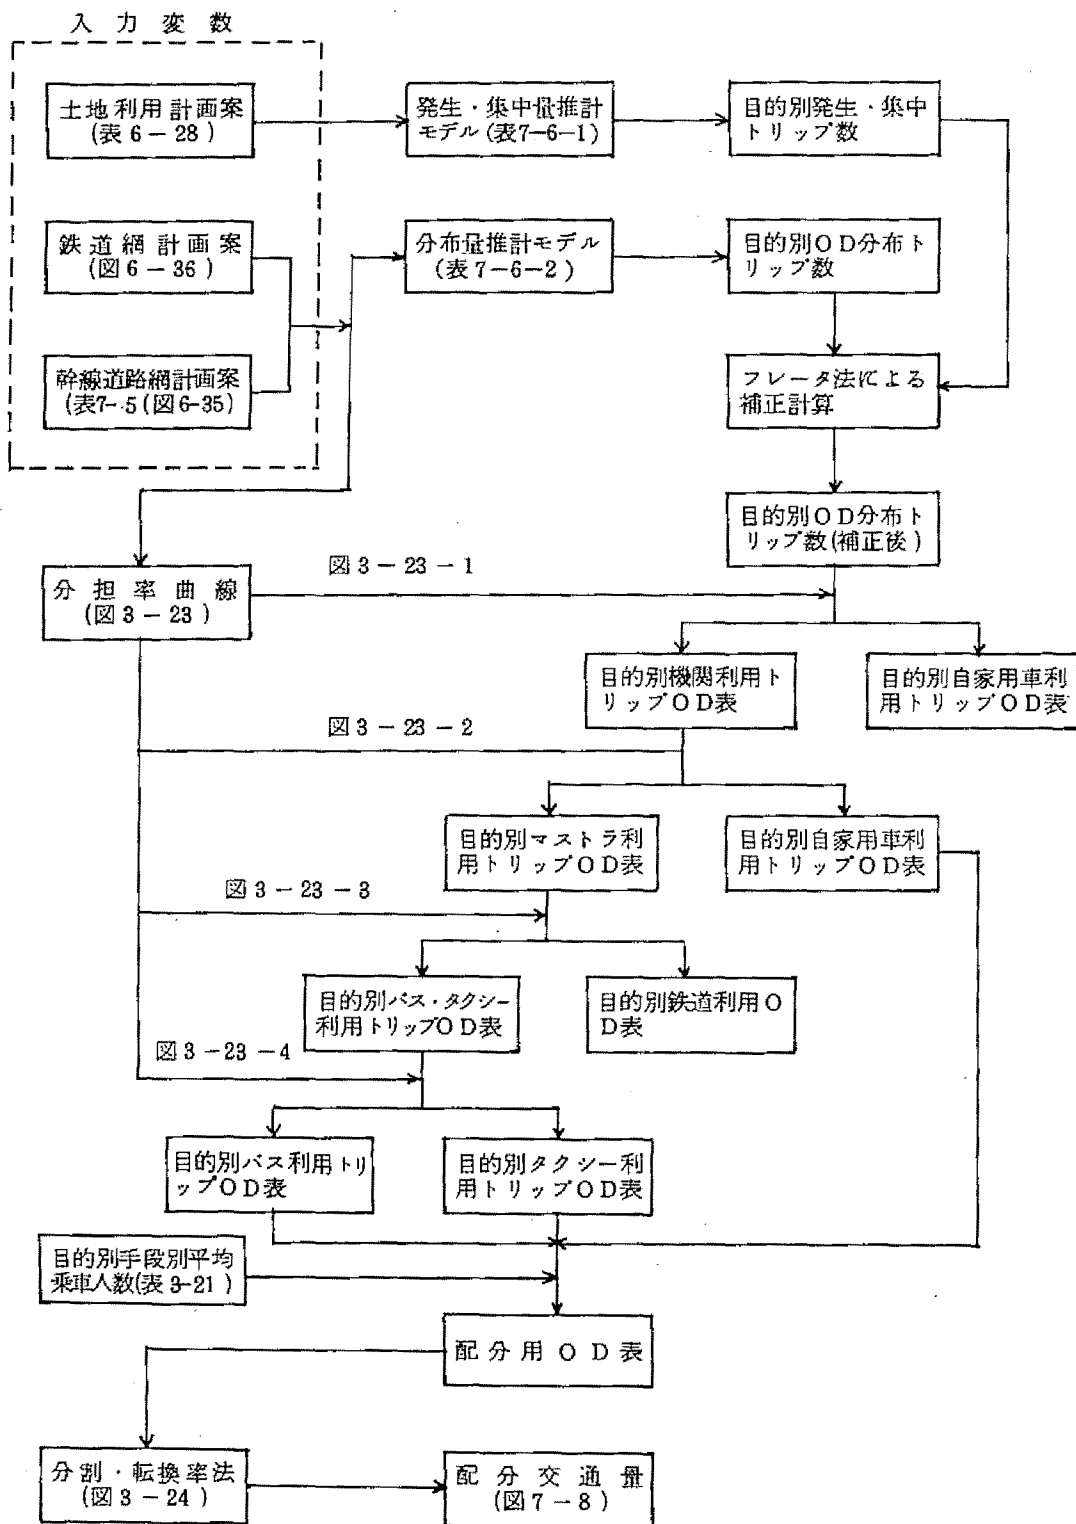 入力変数
土地利用計画案
(表6-28)
発生・集中量推計
モデル(表7-6-1)
目的別発生・集中
トリップ数
鉄道網計画案
(図6-36)
分布量推計モデル
(表7-6-2)
目的別OD分布ト
リップ数
幹線道路網計画案
(表7-5(図6-35)
フレータ法による
補正計算
目的別OD分布ト
リップ数(補正後)
図3-23-1
分担率曲線
(図3-23)
目的別機関利用ト
リップOD表
目的別自家用車利
用トリップOD表
図3-23-2
目的別マストラ利
用トリップOD表
目的別自家用車利
用トリップOD表
図3-23-3
目的別バス・タクシー
利用トリップOD表
目的別鉄道利用O
D表
図3-23-4
目的別バス利用トリ
ップOD表
目的別タクシー利
用トリップOD表
目的別手段別平均
乗車人数(表3-21)
配分用OD表
分割・転換率法
(図3-24)
配分交通量
(図7-8)